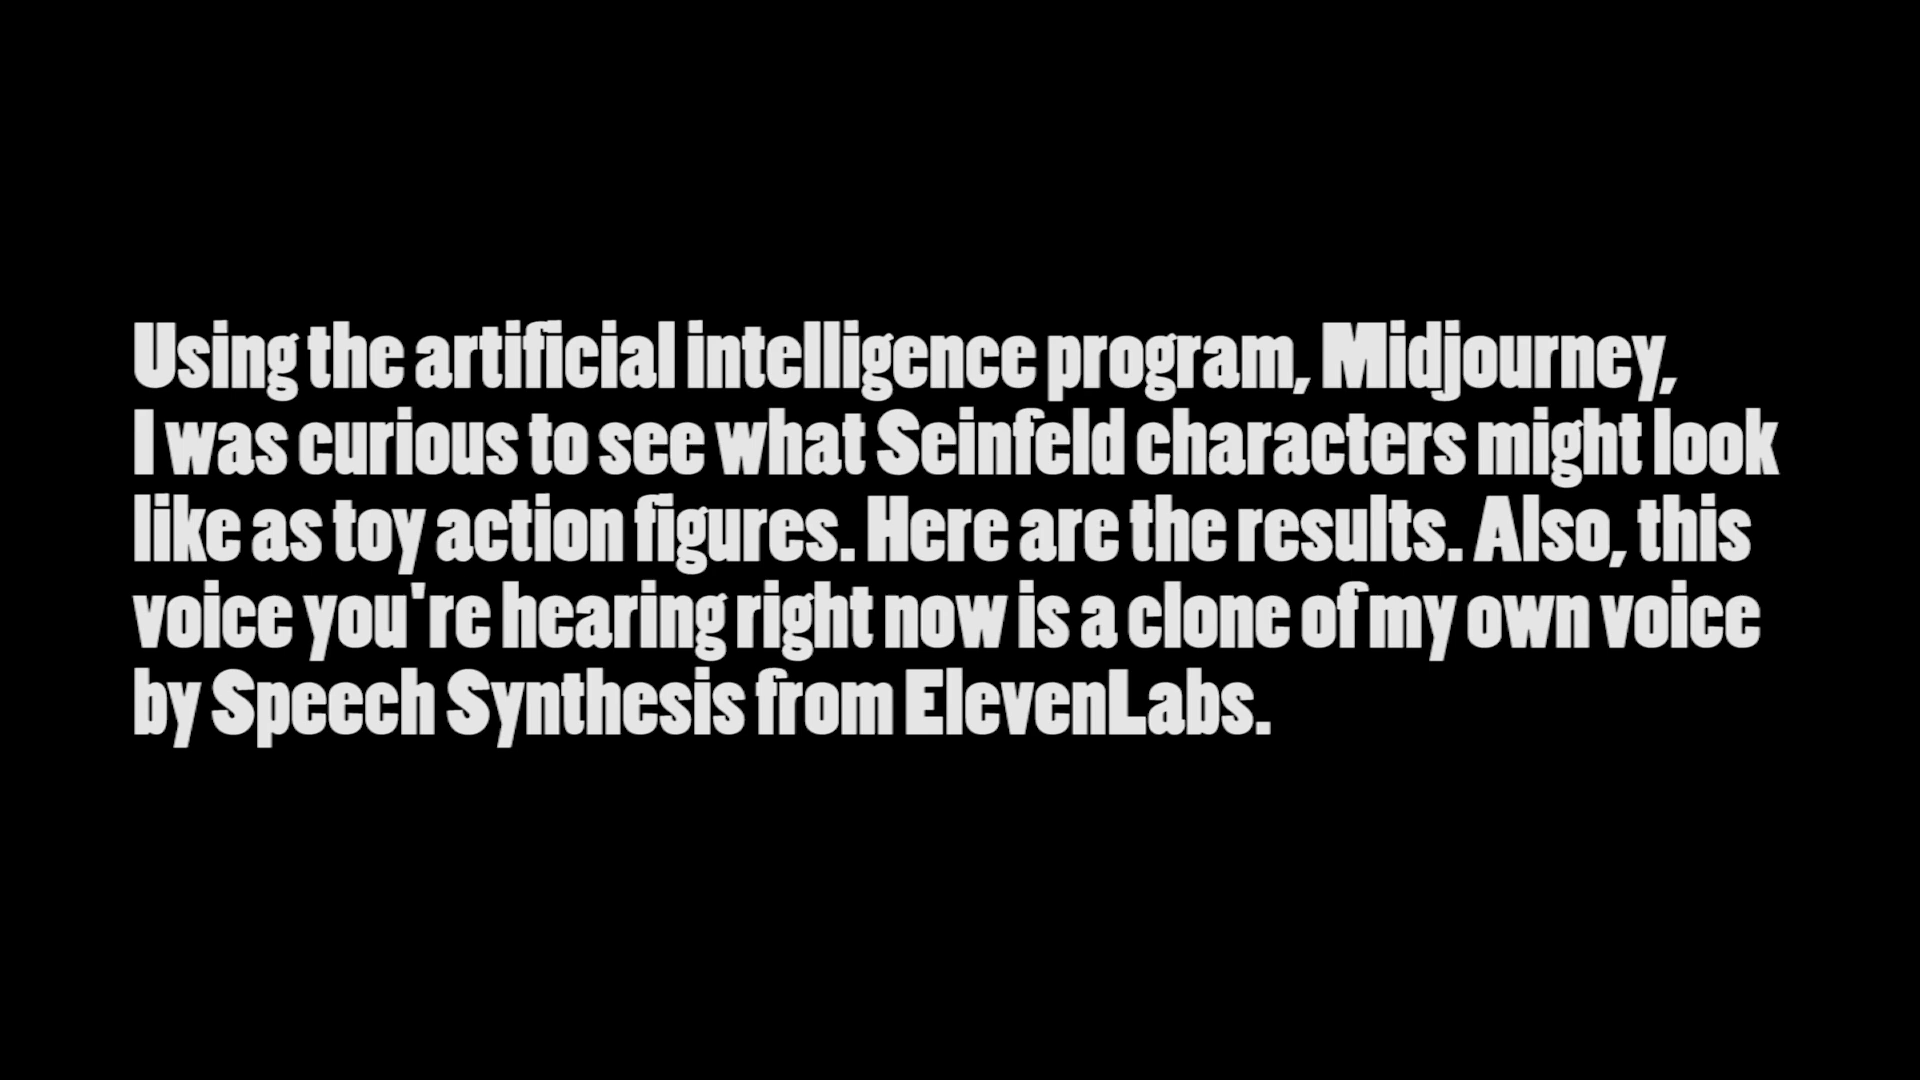 Using the artificial intelligence program, Midjourney,
I was curious to see what Seinfeld characters might look
like as toy action figures. Here are the results. Also, this
voice you're hearing right now is a clone of my own voice
by Speech Synthesis from ElevenLabs.